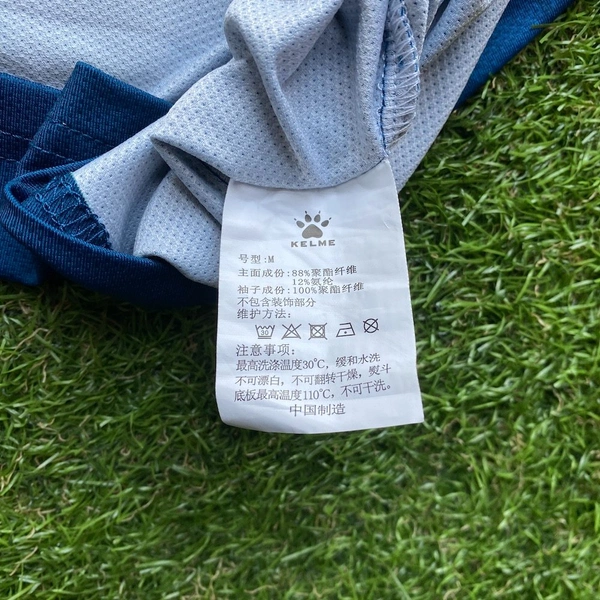 KELME
号型:M
主面成份:88%聚酯纤维
12%氨纶
袖子成份:100%聚酯纤维
不包含装饰部分
维护方法:
30
注意事项:
最高洗涤温度30℃，缓和水洗
不可漂白，不可翻转干燥，熨斗
底板最高温度110℃，不可干洗。
中国制造